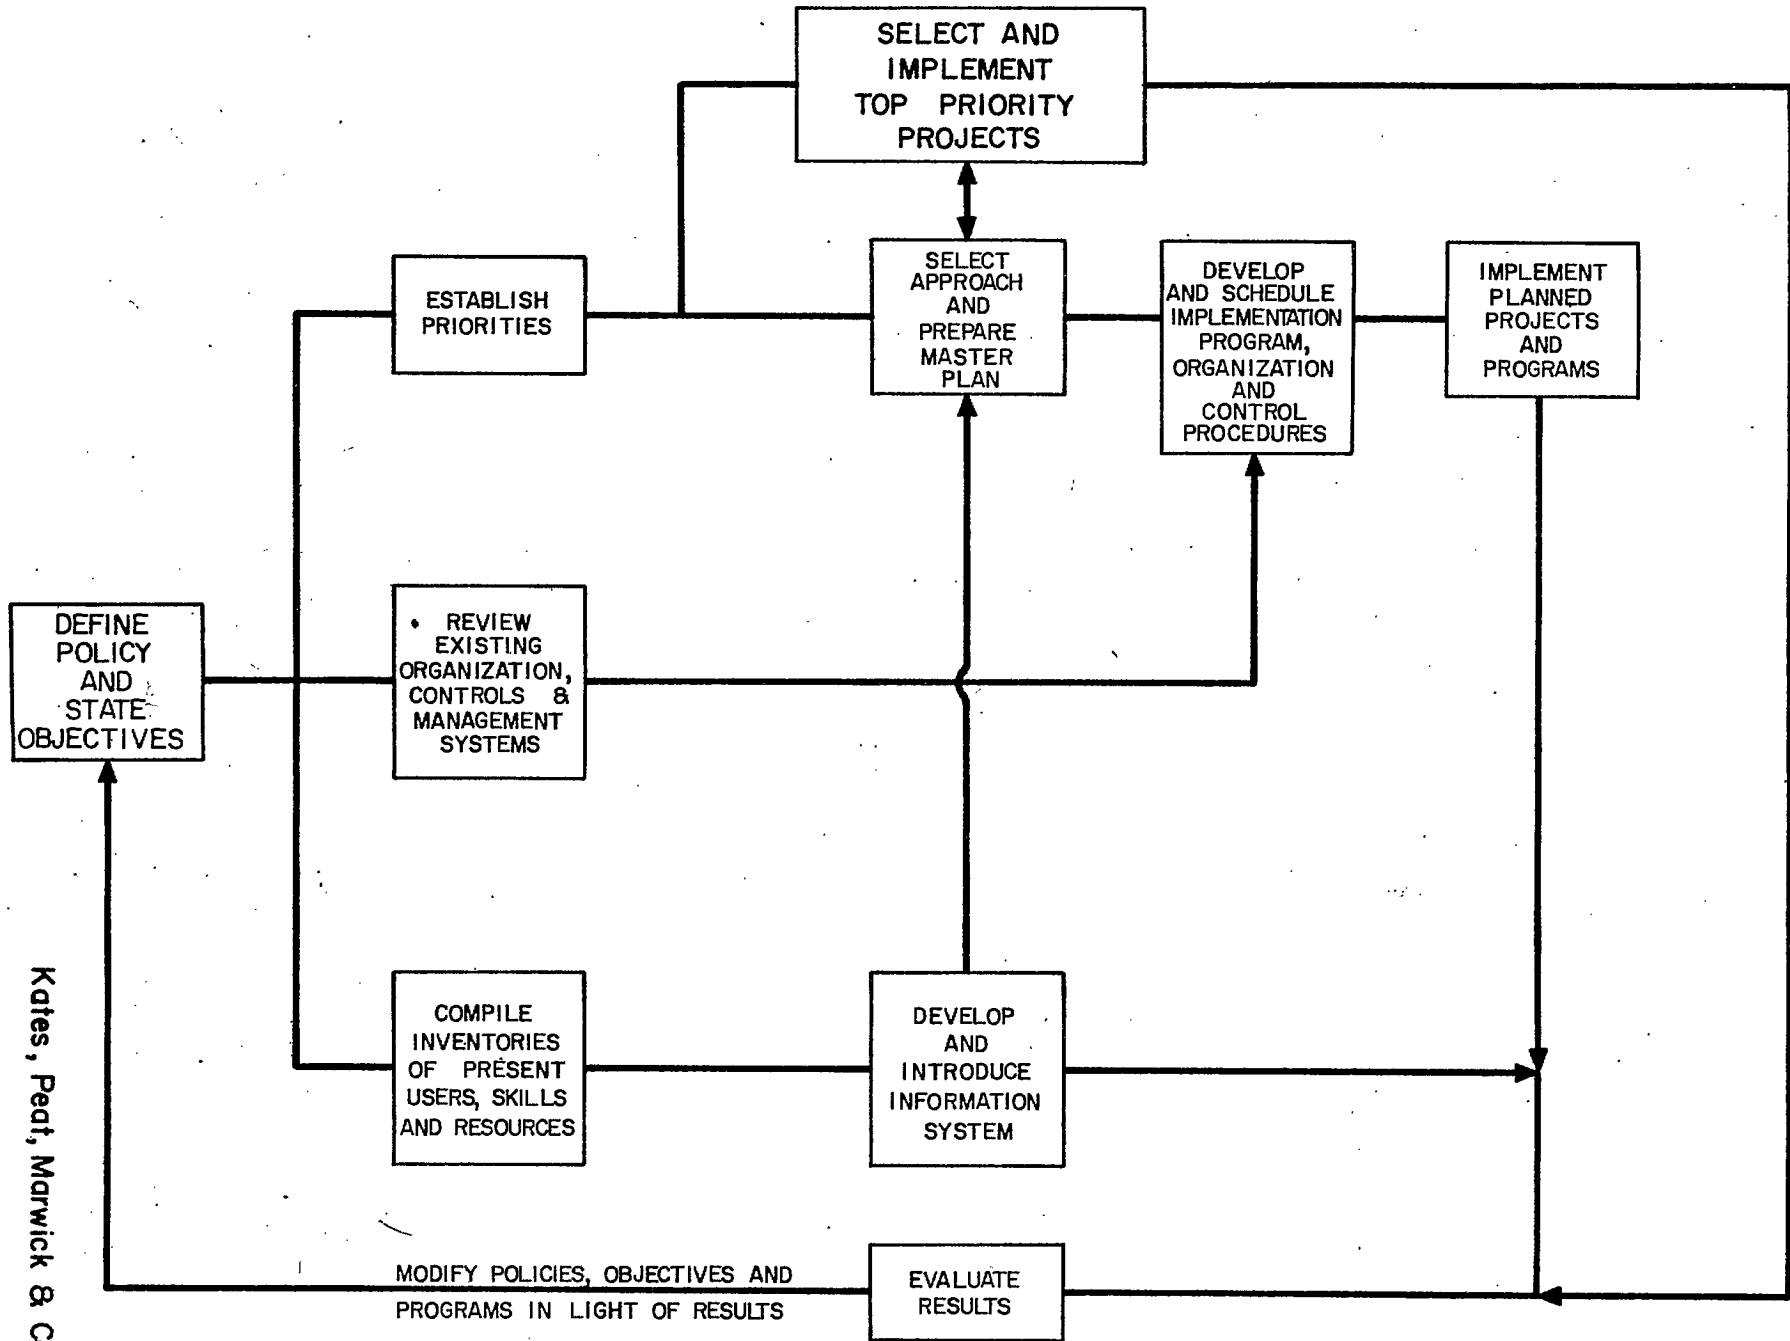 SELECT AND
IMPLEMENT
TOP PRIORITY
PROJECTS
ESTABLISH
PRIORITIES
SELECT
APPROACH
AND
PREPARE
MASTER
PLAN
DEVELOP
AND SCHEDULE
IMPLEMENTATION
PROGRAM,
ORGANIZATION
AND
CONTROL
PROCEDURES
IMPLEMENT
PLANNED
PROJECTS
AND
PROGRAMS
DEFINE
POLICY
AND
STATE
OBJECTIVES
REVIEW
EXISTING
ORGANIZATION,
CONTROLS &
MANAGEMENT
SYSTEMS
COMPILE
INVENTORIES
OF PRESENT
USERS, SKILLS
AND RESOURCES
DEVELOP
AND
INTRODUCE
INFORMATION
SYSTEM
MODIFY POLICIES, OBJECTIVES AND
PROGRAMS IN LIGHT OF RESULTS
EVALUATE
RESULTS
Kates, Peat, Marwick & C